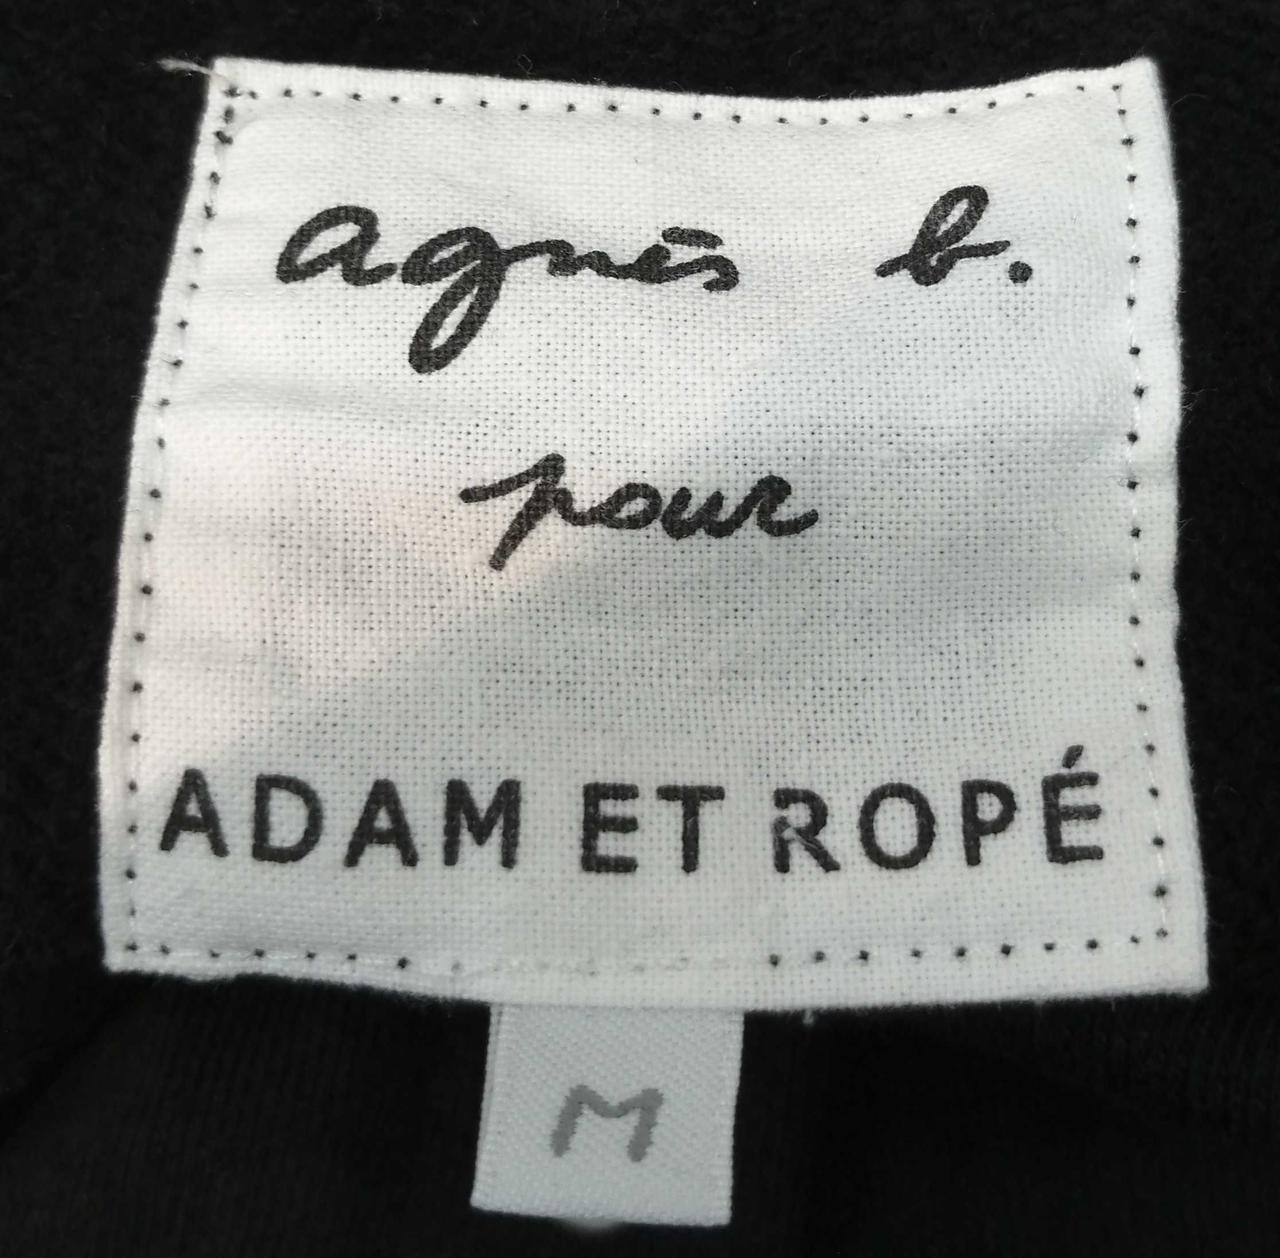 agnès b.
pour
ADAM ET ROPÉ
M